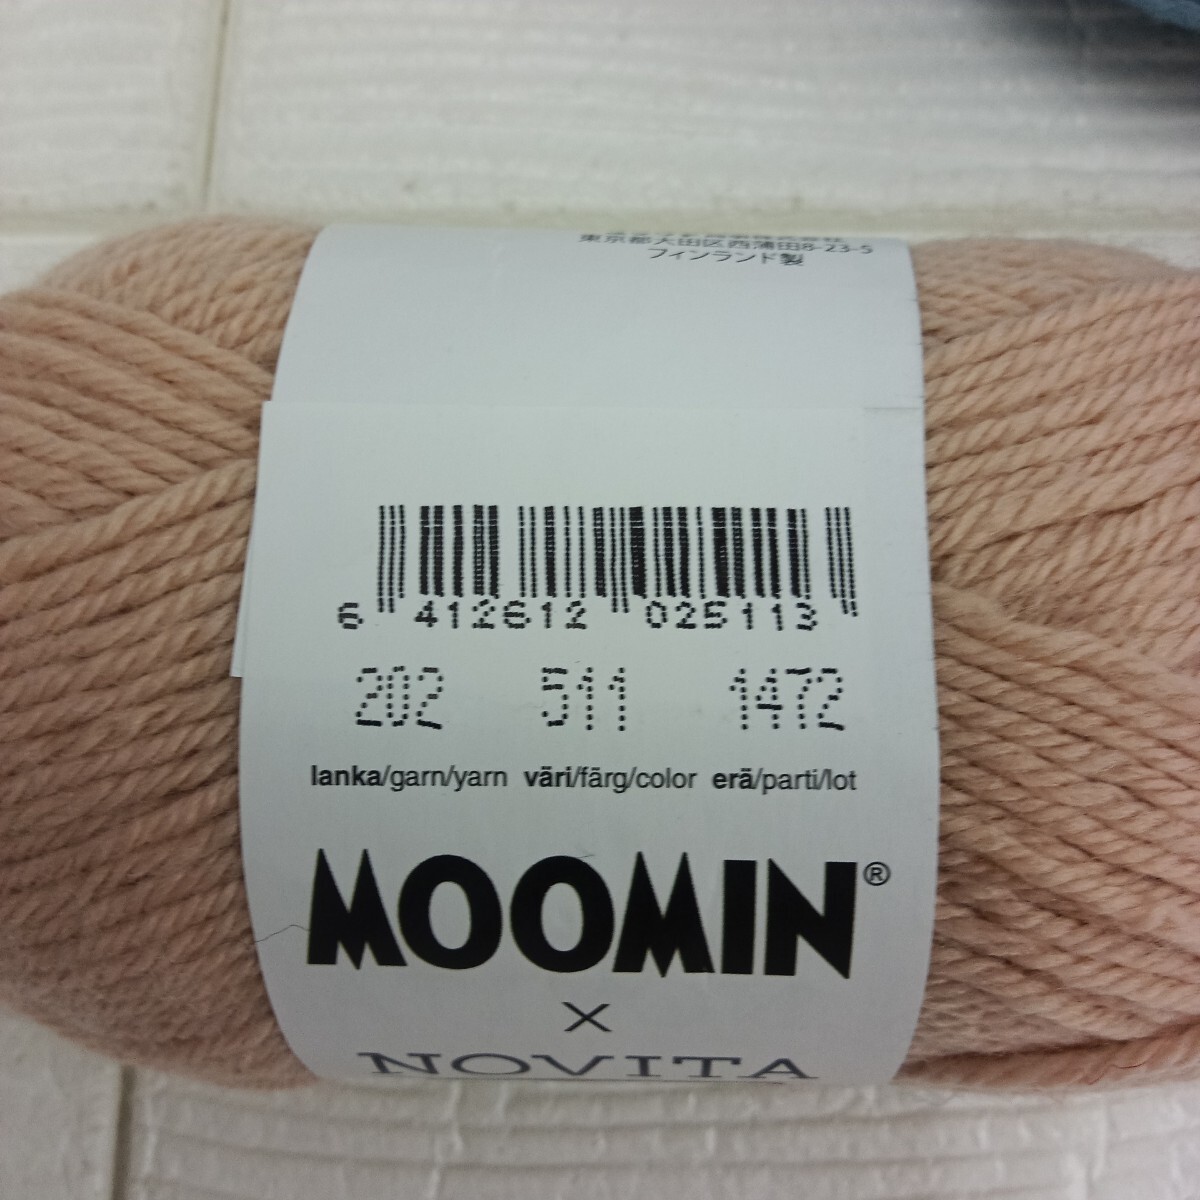 東京都大田区西蒲田8-23-5
フィンランド製
6 412612 025113
202 511 1472
lanka/garn/yarn väri/färg/color erä/parti/lot
MOOMIN®
X
NOVITA